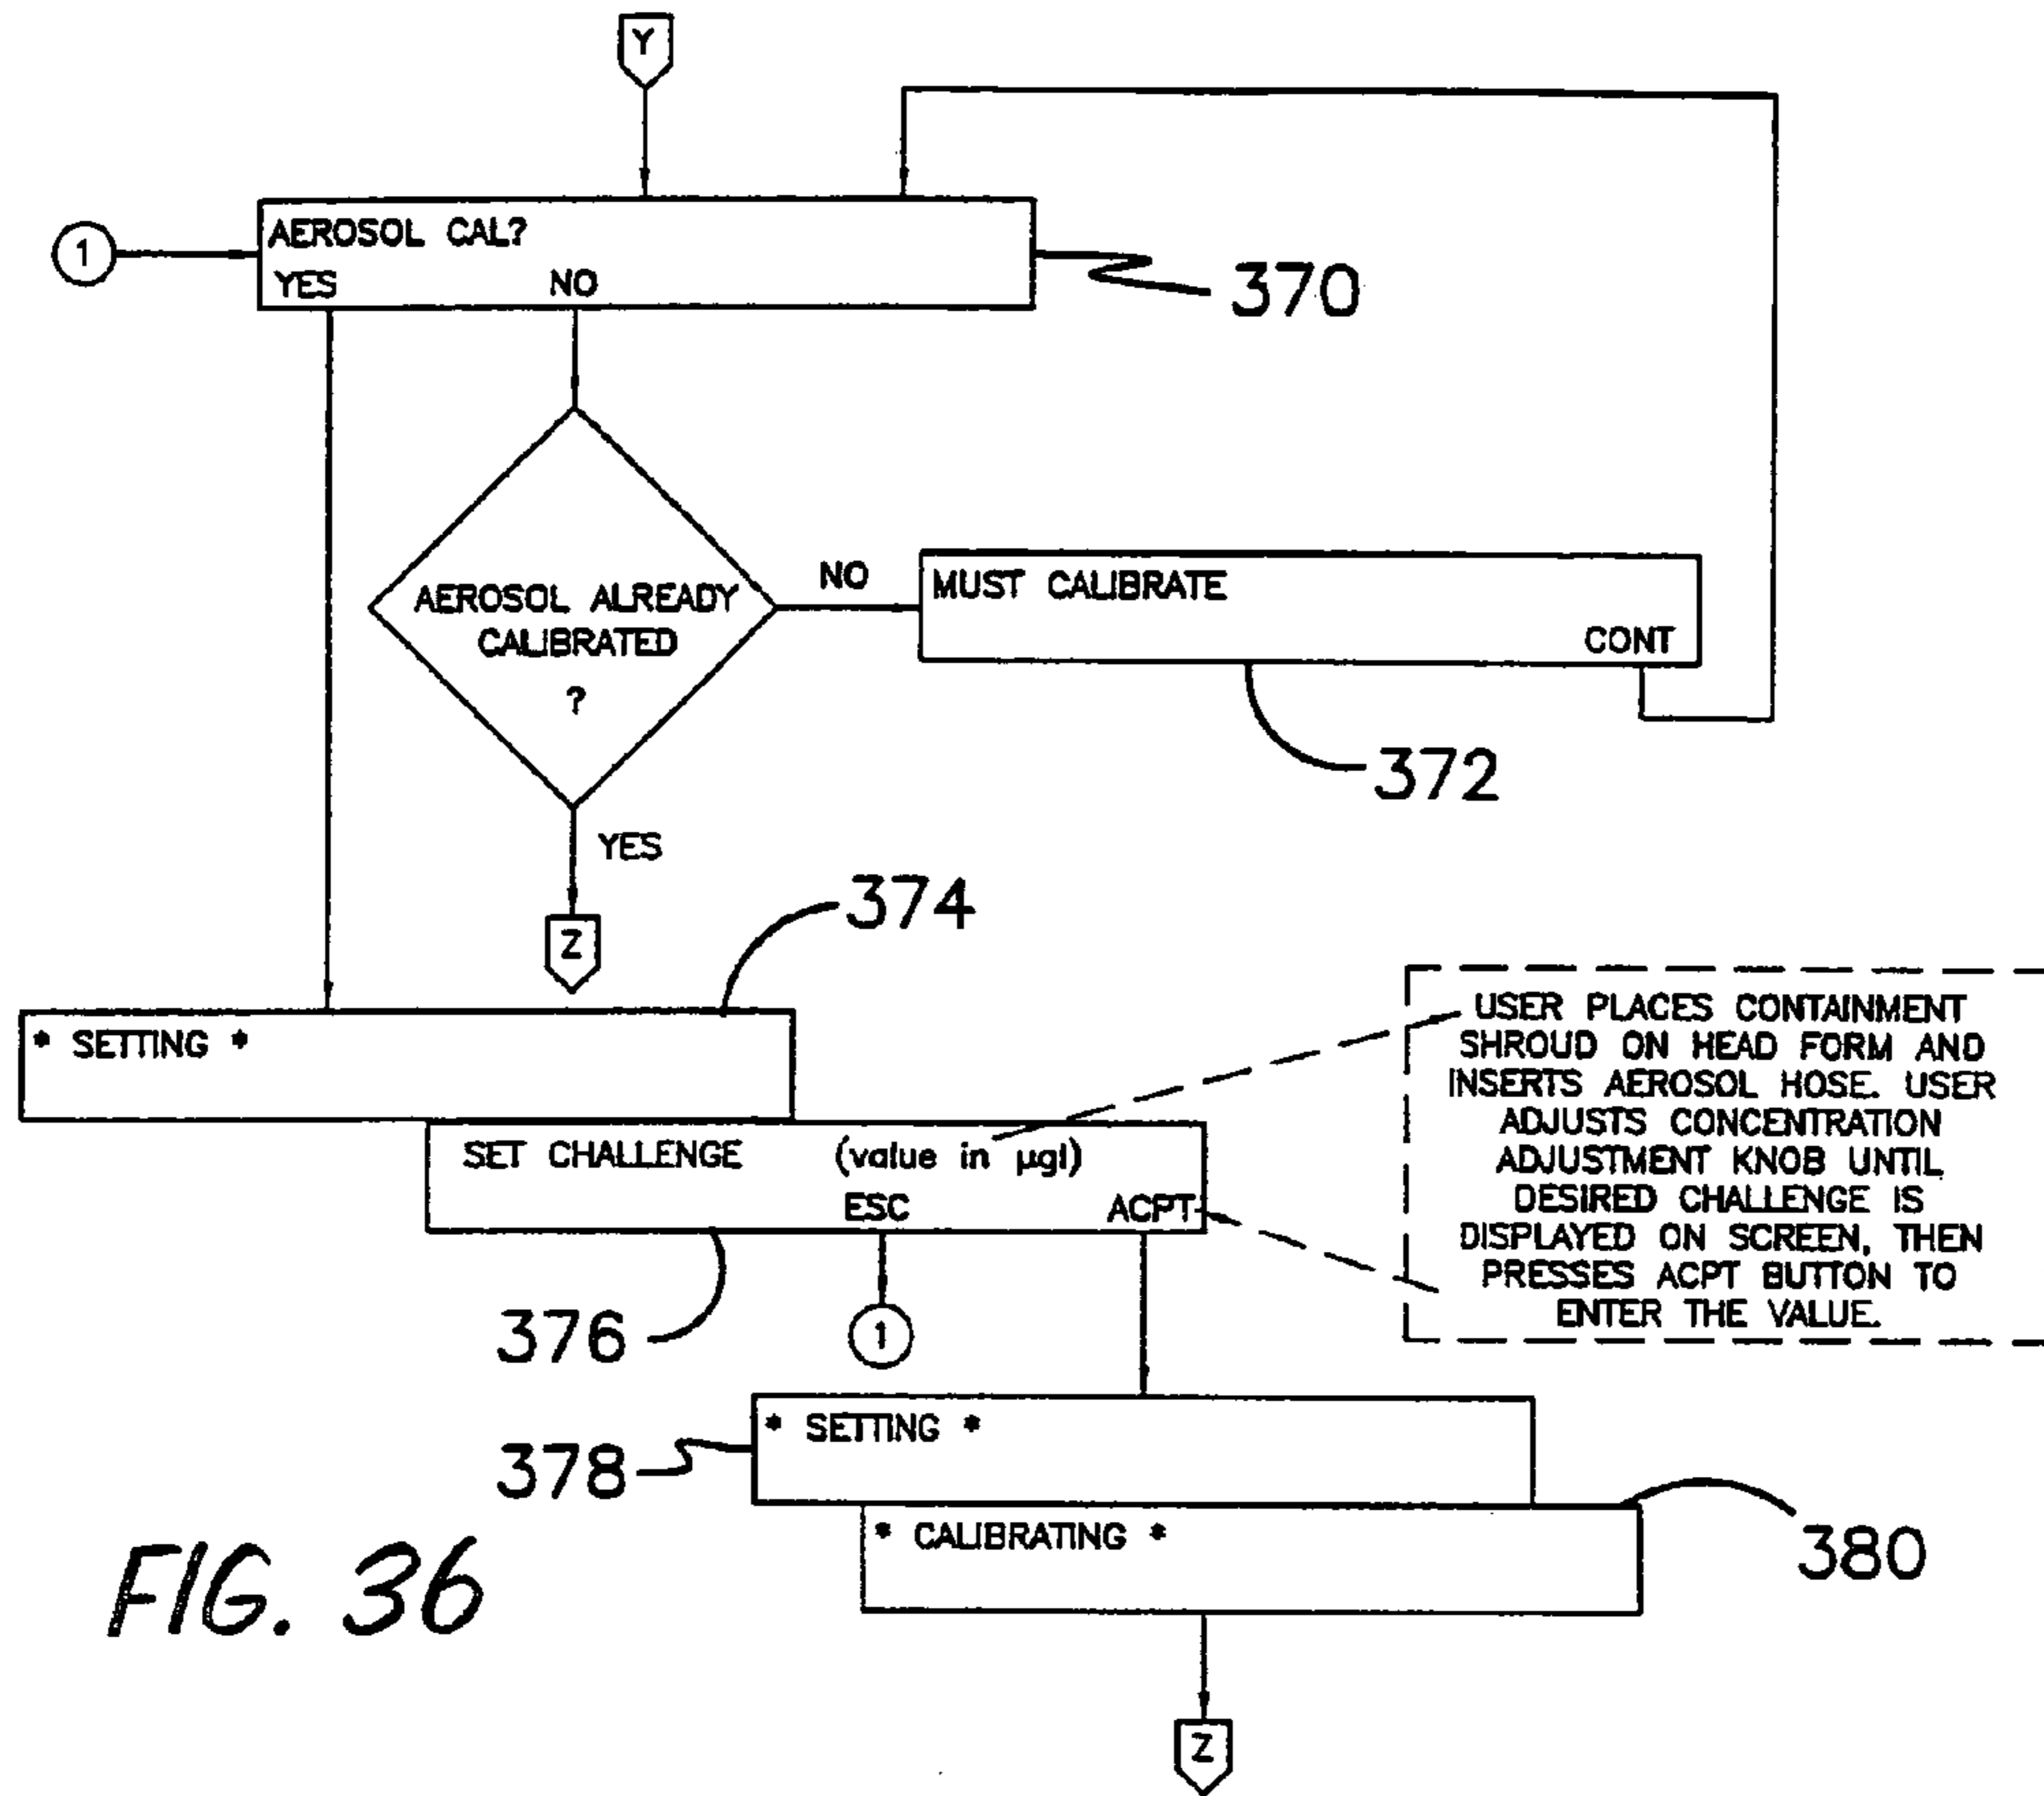 Y
AEROSOL CAL?
1
YES NO
370
AEROSOL ALREADY
CALIBRATED
?
NO
MUST CALIBRATE
CONT
372
YES
Z
374
* SETTING *
SET CHALLENGE (value in µgl)
ESC ACPT
USER PLACES CONTAINMENT
SHROUD ON HEAD FORM AND
INSERTS AEROSOL HOSE. USER
ADJUSTS CONCENTRATION
ADJUSTMENT KNOB UNTIL
DESIRED CHALLENGE IS
DISPLAYED ON SCREEN, THEN
PRESSES ACPT BUTTON TO
ENTER THE VALUE.
376
1
* SETTING *
378
* CALIBRATING *
380
Z
FIG. 36